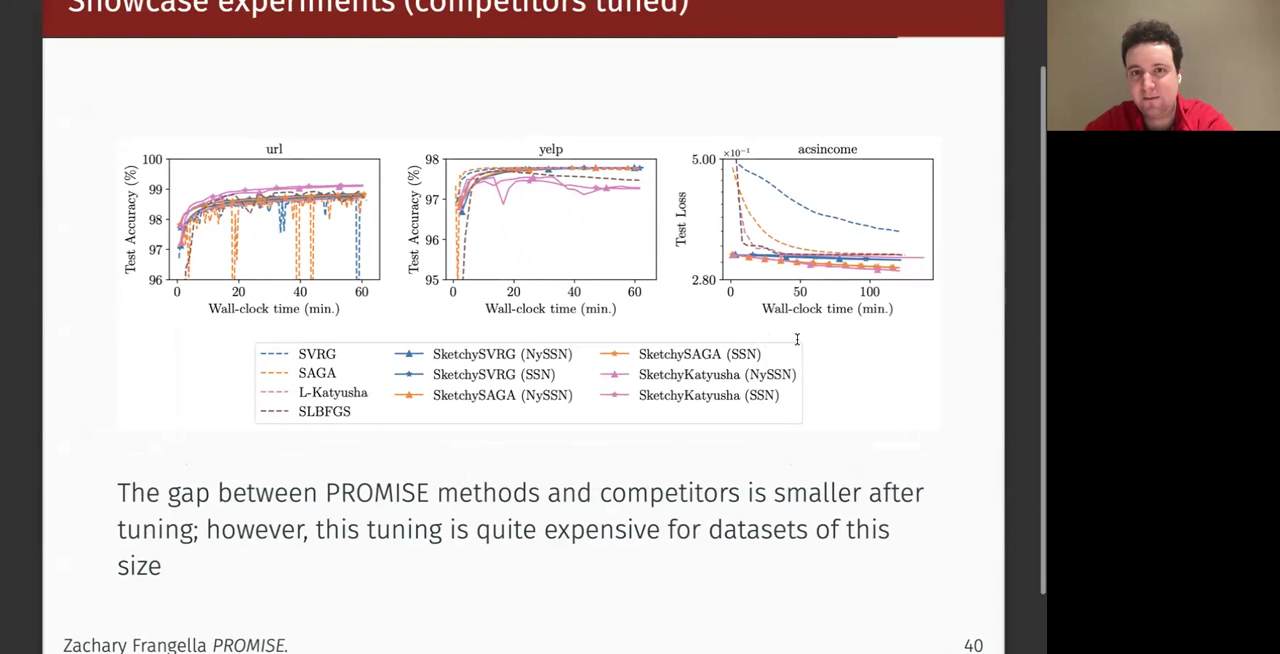 Showcase experiments (competitors tuned)
url
yelp
acsincome
100
99
98
97
96
Test Accuracy (%)
0
20
40
60
Wall-clock time (min.)
98
97
96
95
Test Accuracy (%)
0
20
40
60
Wall-clock time (min.)
×10⁻¹
5.00
2.80
Test Loss
0
50
100
Wall-clock time (min.)
SVRG
SAGA
L-Katyusha
SLBFGS
SketchySVRG (NySSN)
SketchySVRG (SSN)
SketchySAGA (NySSN)
SketchySAGA (SSN)
SketchyKatyusha (NySSN)
SketchyKatyusha (SSN)
The gap between PROMISE methods and competitors is smaller after
tuning; however, this tuning is quite expensive for datasets of this
size
Zachary Frangella PROMISE.
40